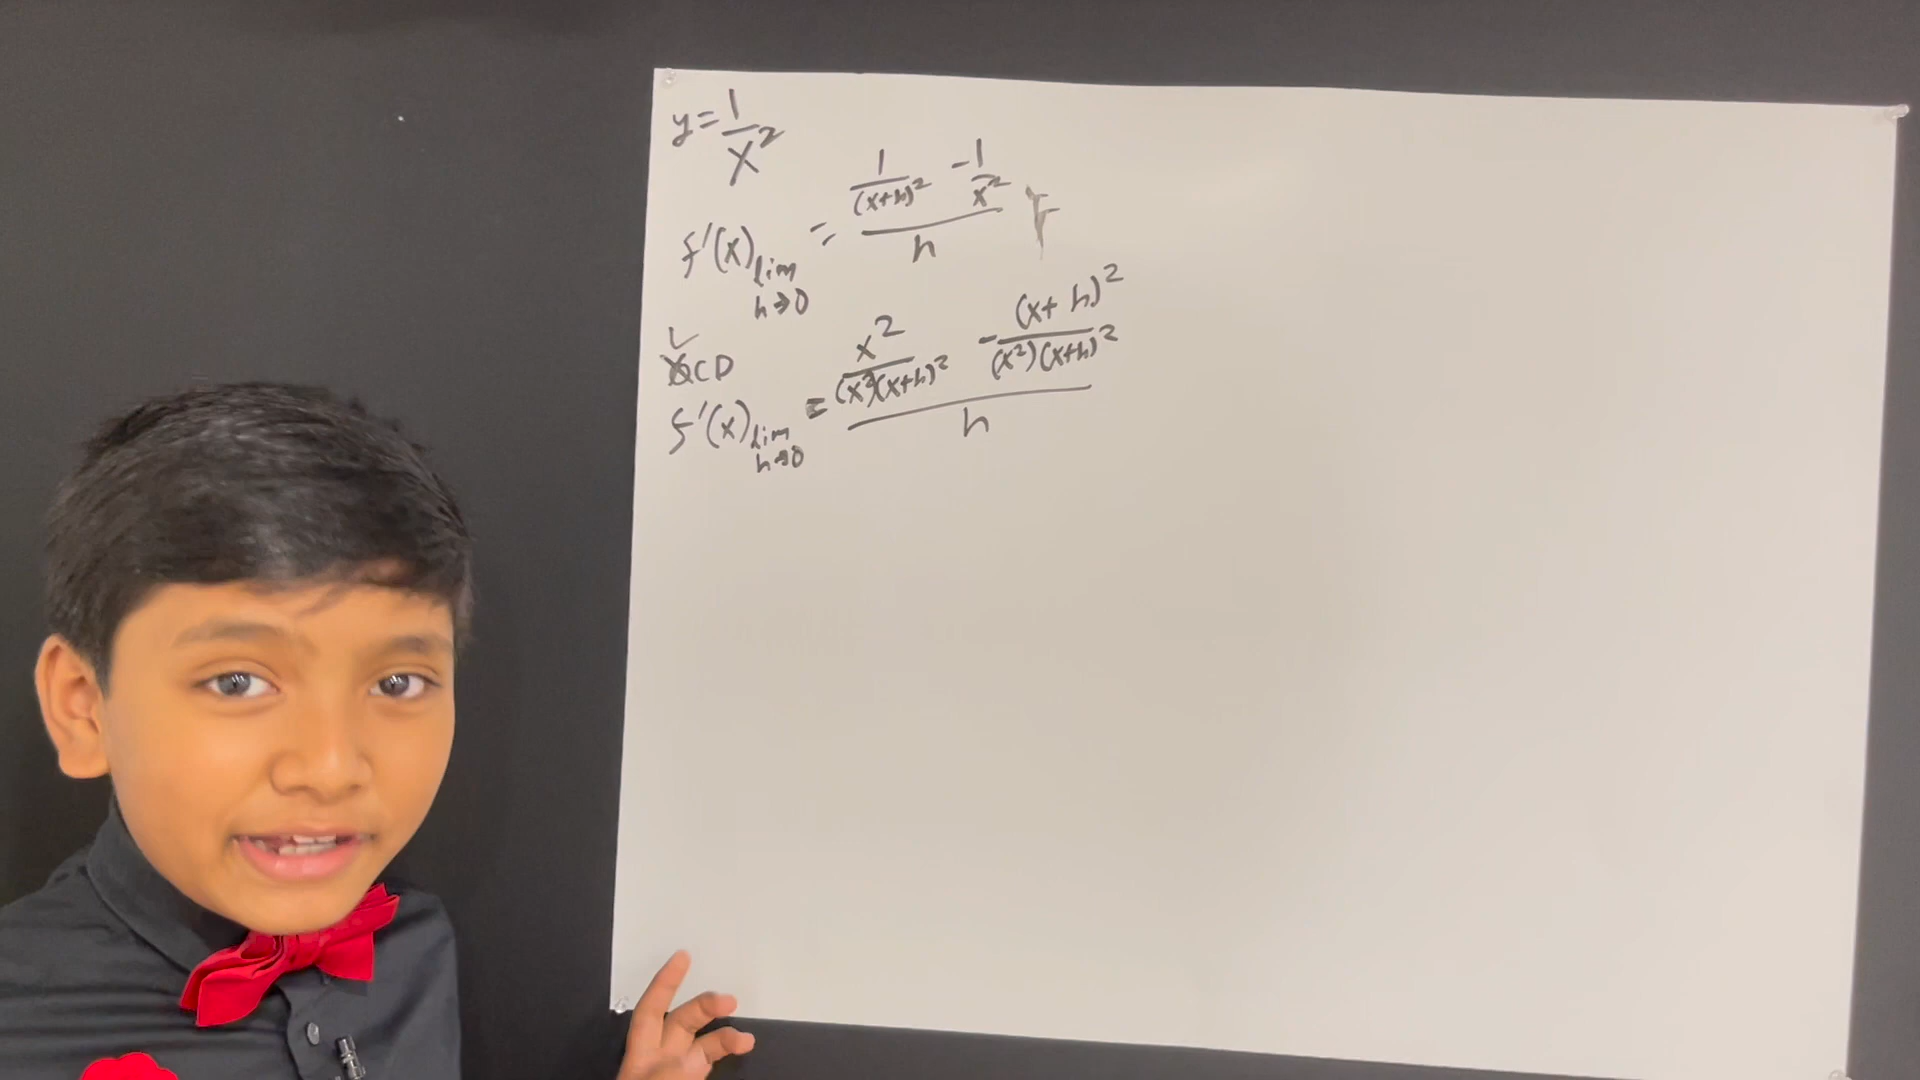 y = 1/x²
f'(x) lim h→0 = (1/(x+h)² - 1/x²)/h
LCD
f'(x) lim h→0 = (x²/((x²)(x+h)²) - (x+h)²/((x²)(x+h)²))/h